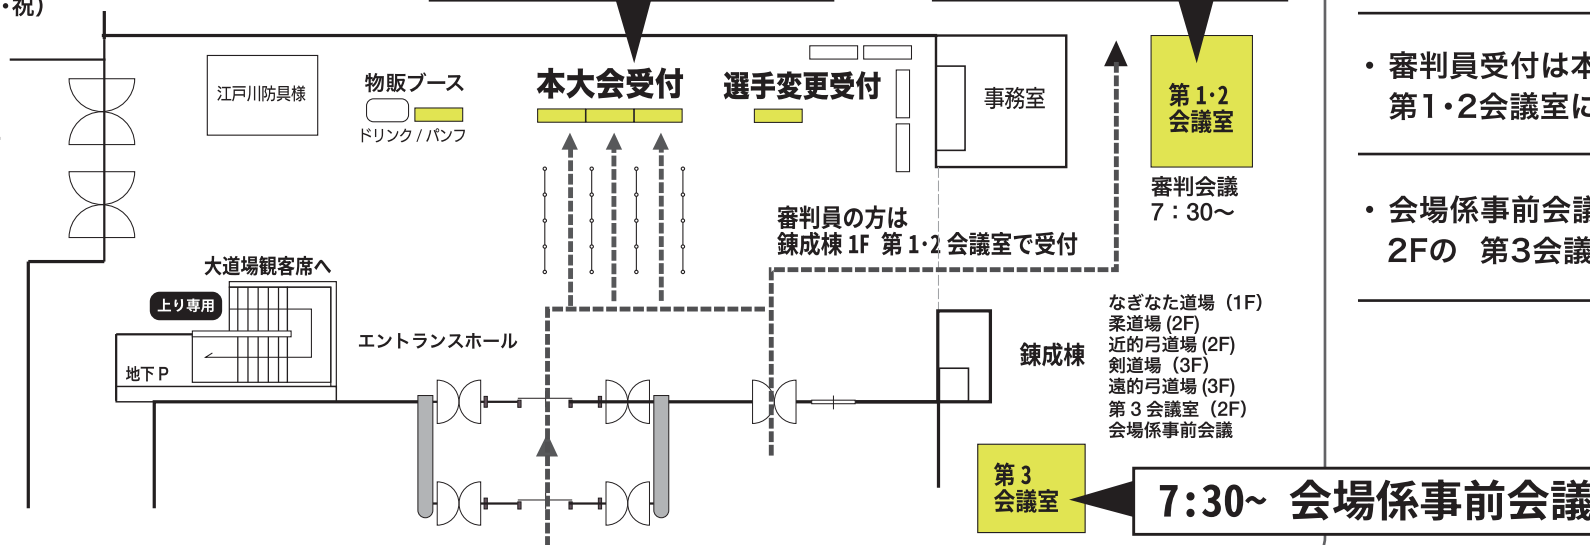 ・祝）
江戸川防具様
物販ブース
ドリンク / パンフ
本大会受付
選手変更受付
事務室
第 1・2
会議室
審判会議
7：30〜
審判員の方は
錬成棟 1F 第 1・2 会議室で受付
大道場観客席へ
上り専用
地下 P
エントランスホール
錬成棟
なぎなた道場（1F）
柔道場 (2F)
近的弓道場 (2F)
剣道場（3F）
遠的弓道場 (3F)
第 3 会議室（2F）
会場係事前会議
第 3
会議室
7:30~ 会場係事前会議
・ 審判員受付は本
第1・2会議室に
・ 会場係事前会議
2Fの 第3会議